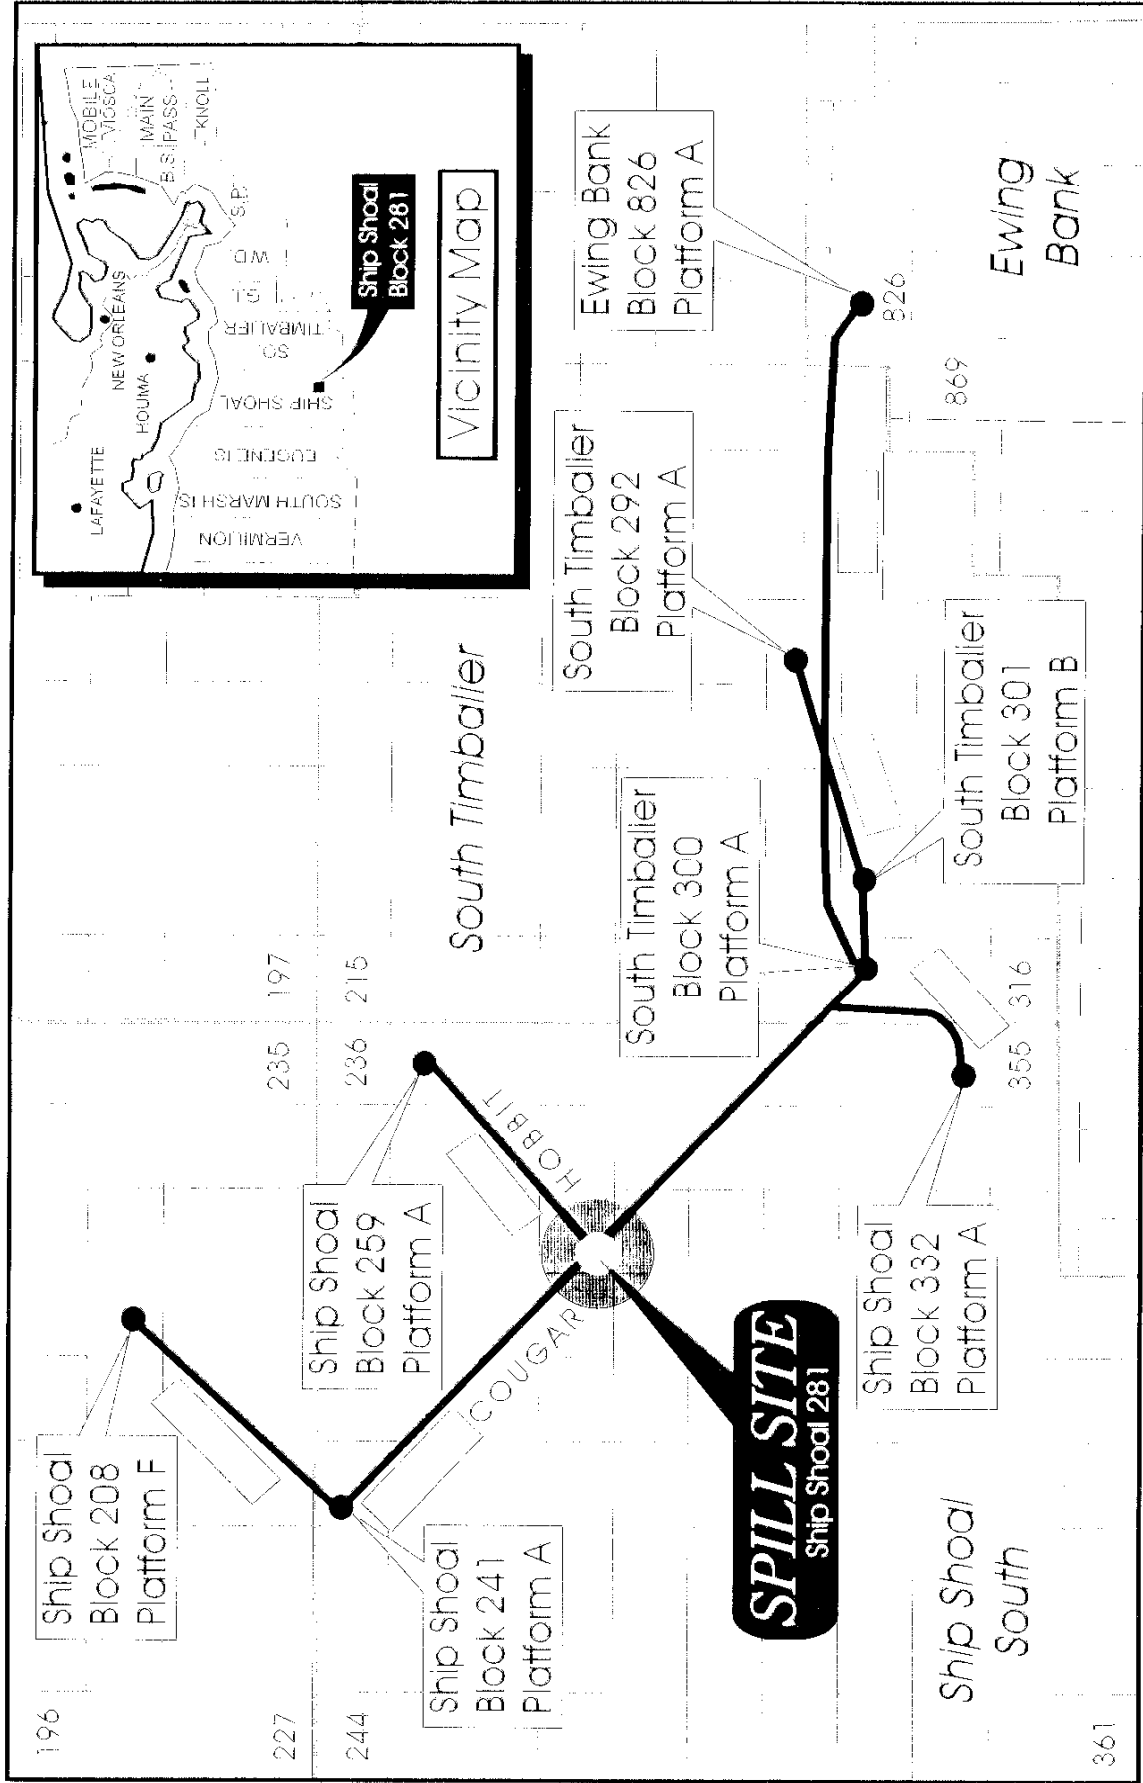 196
227
244
361
Ship Shoal
Block 208
Platform F
Ship Shoal
Block 241
Platform A
Ship Shoal
Block 259
Platform A
COUGAR
HOBBIT
SPILL SITE
Ship Shoal 281
Ship Shoal
South
Ship Shoal
Block 332
Platform A
235
197
236
215
355
316
South Timbalier
South Timbalier
Block 300
Platform A
South Timbalier
Block 301
Platform B
South Timbalier
Block 292
Platform A
Ewing Bank
Block 826
Platform A
826
869
Ewing
Bank
LAFAYETTE
NEW ORLEANS
HOUMA
MOBILE
VIOSCA
MAIN
PASS
B.S.
KNOLL
S.P.
W.D.
SO.
TIMBALIER
SHIP SHOAL
EUGENE IS
SOUTH MARSH IS
VERMILION
Ship Shoal
Block 281
Vicinity Map